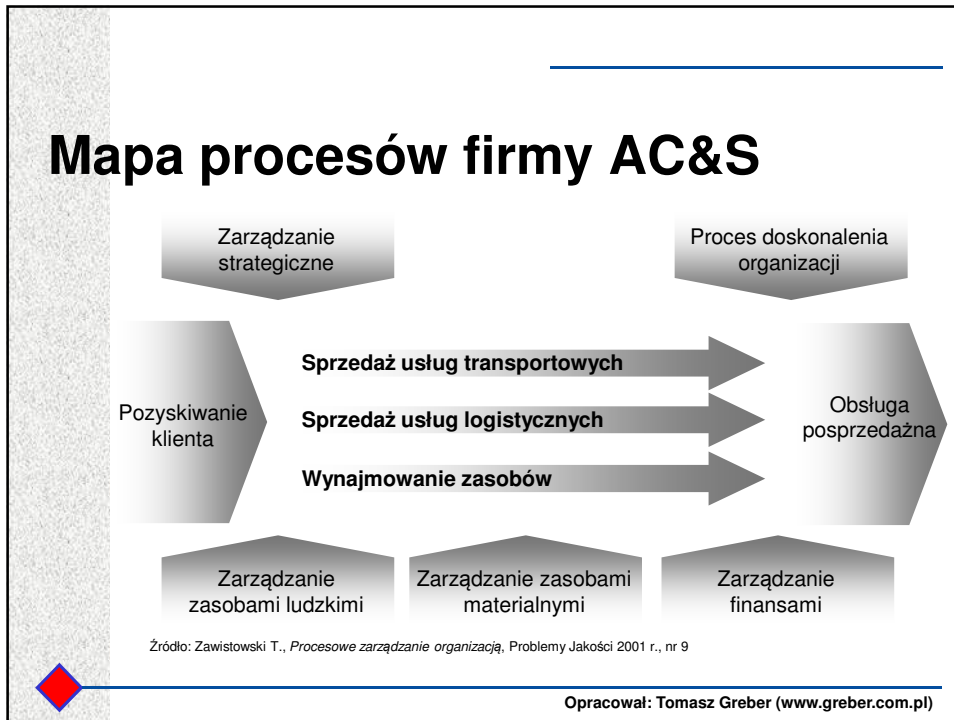 Mapa procesów firmy AC&S
Zarządzanie
strategiczne
Proces doskonalenia
organizacji
Pozyskiwanie
klienta
Sprzedaż usług transportowych
Sprzedaż usług logistycznych
Wynajmowanie zasobów
Obsługa
posprzedażna
Zarządzanie
zasobami ludzkimi
Zarządzanie zasobami
materialnymi
Zarządzanie
finansami
Źródło: Zawistowski T., Procesowe zarządzanie organizacją, Problemy Jakości 2001 r., nr 9
Opracował: Tomasz Greber (www.greber.com.pl)